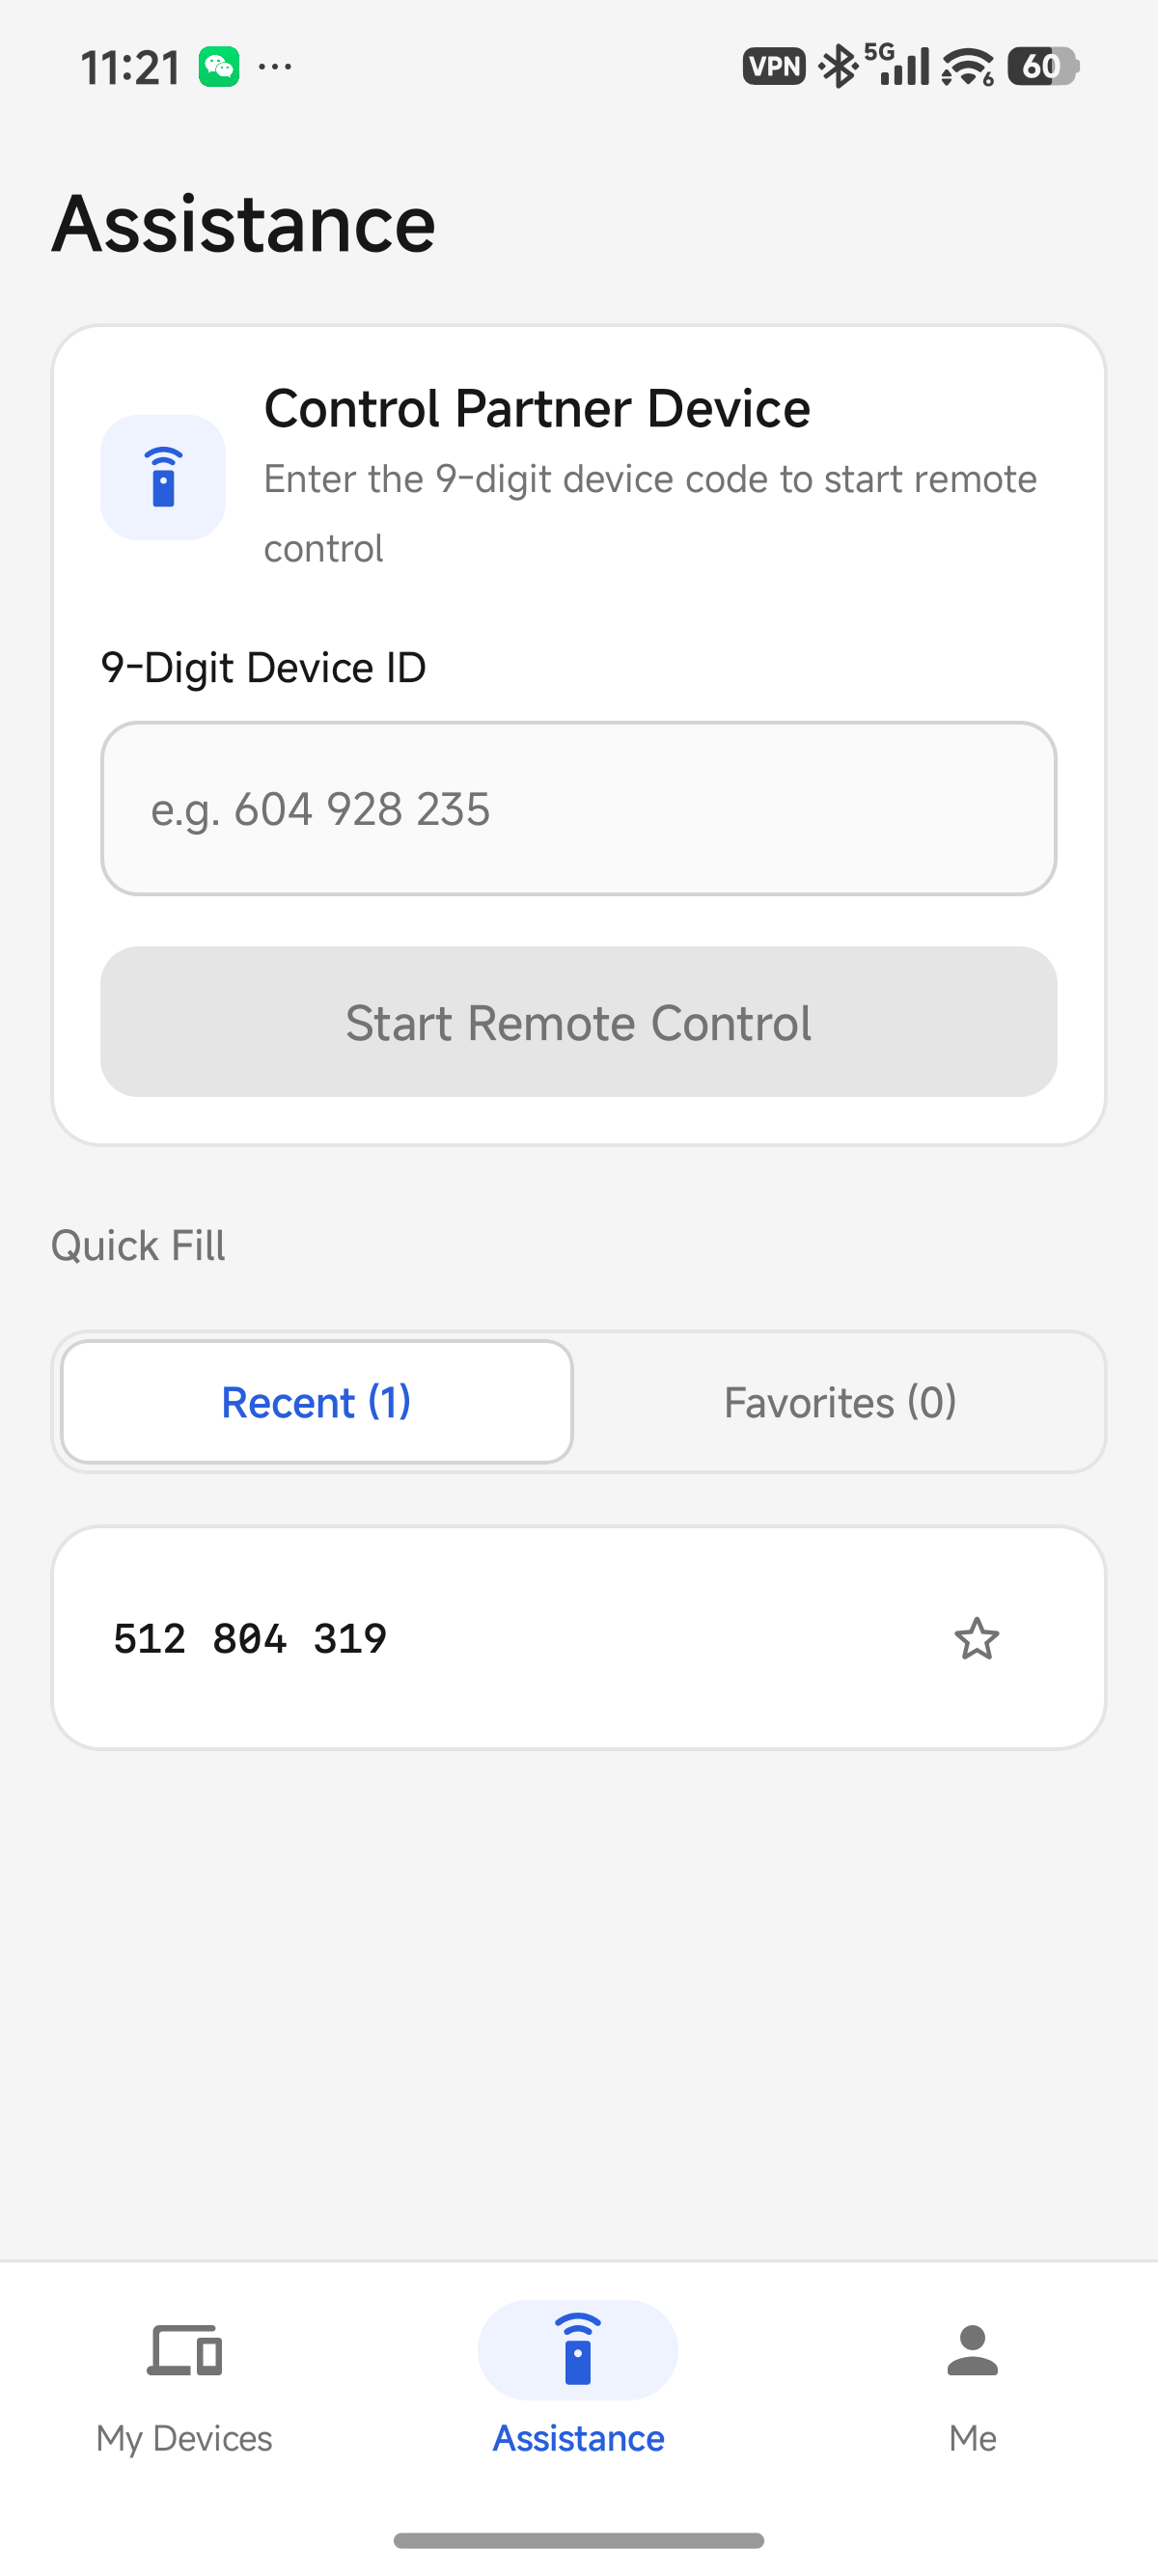 11:21 ...
VPN 5G 6 60
Assistance
Control Partner Device
Enter the 9-digit device code to start remote
control
9-Digit Device ID
e.g. 604 928 235
Start Remote Control
Quick Fill
Recent (1)
Favorites (0)
512 804 319
My Devices
Assistance
Me